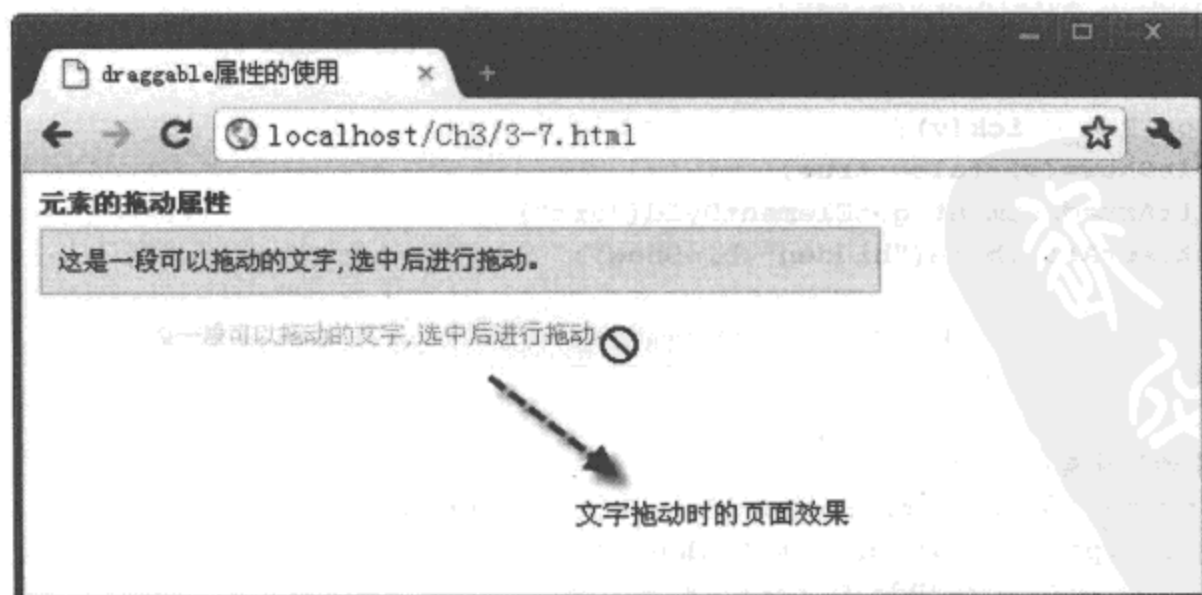 draggable属性的使用
localhost/Ch3/3-7.html
元素的拖动属性
这是一段可以拖动的文字,选中后进行拖动。
一段可以拖动的文字,选中后进行拖动
文字拖动时的页面效果